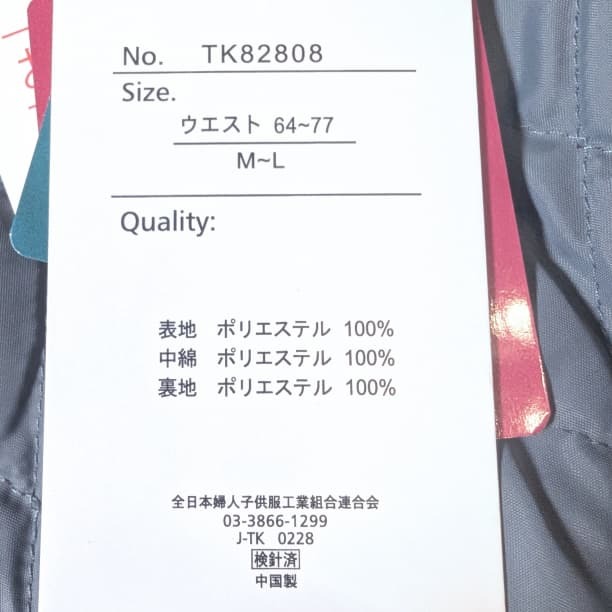 No. TK82808
Size.
ウエスト 64~77
M~L
Quality:
表地 ポリエステル 100%
中綿 ポリエステル 100%
裏地 ポリエステル 100%
全日本婦人子供服工業組合連合会
03-3866-1299
J-TK 0228
検針済
中国製